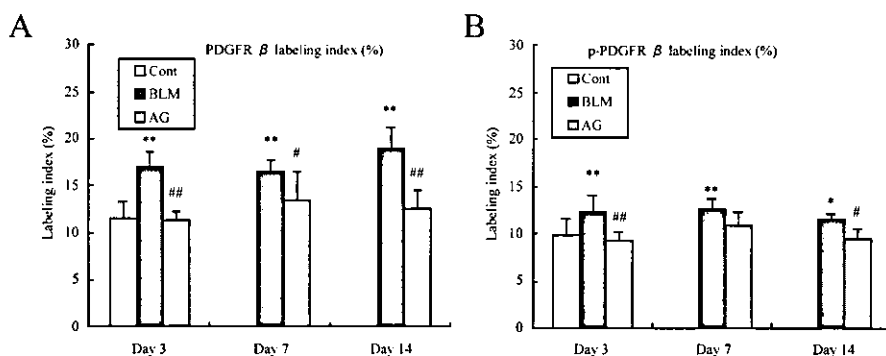 A
PDGFR β labeling index (%)
Labeling index (%)
30
25
20
15
10
5
0
Cont
BLM
AG
**
##
**
#
**
##
Day 3
Day 7
Day 14
B
p-PDGFR β labeling index (%)
Labeling index (%)
30
25
20
15
10
5
0
Cont
BLM
AG
**
##
**
*
#
Day 3
Day 7
Day 14